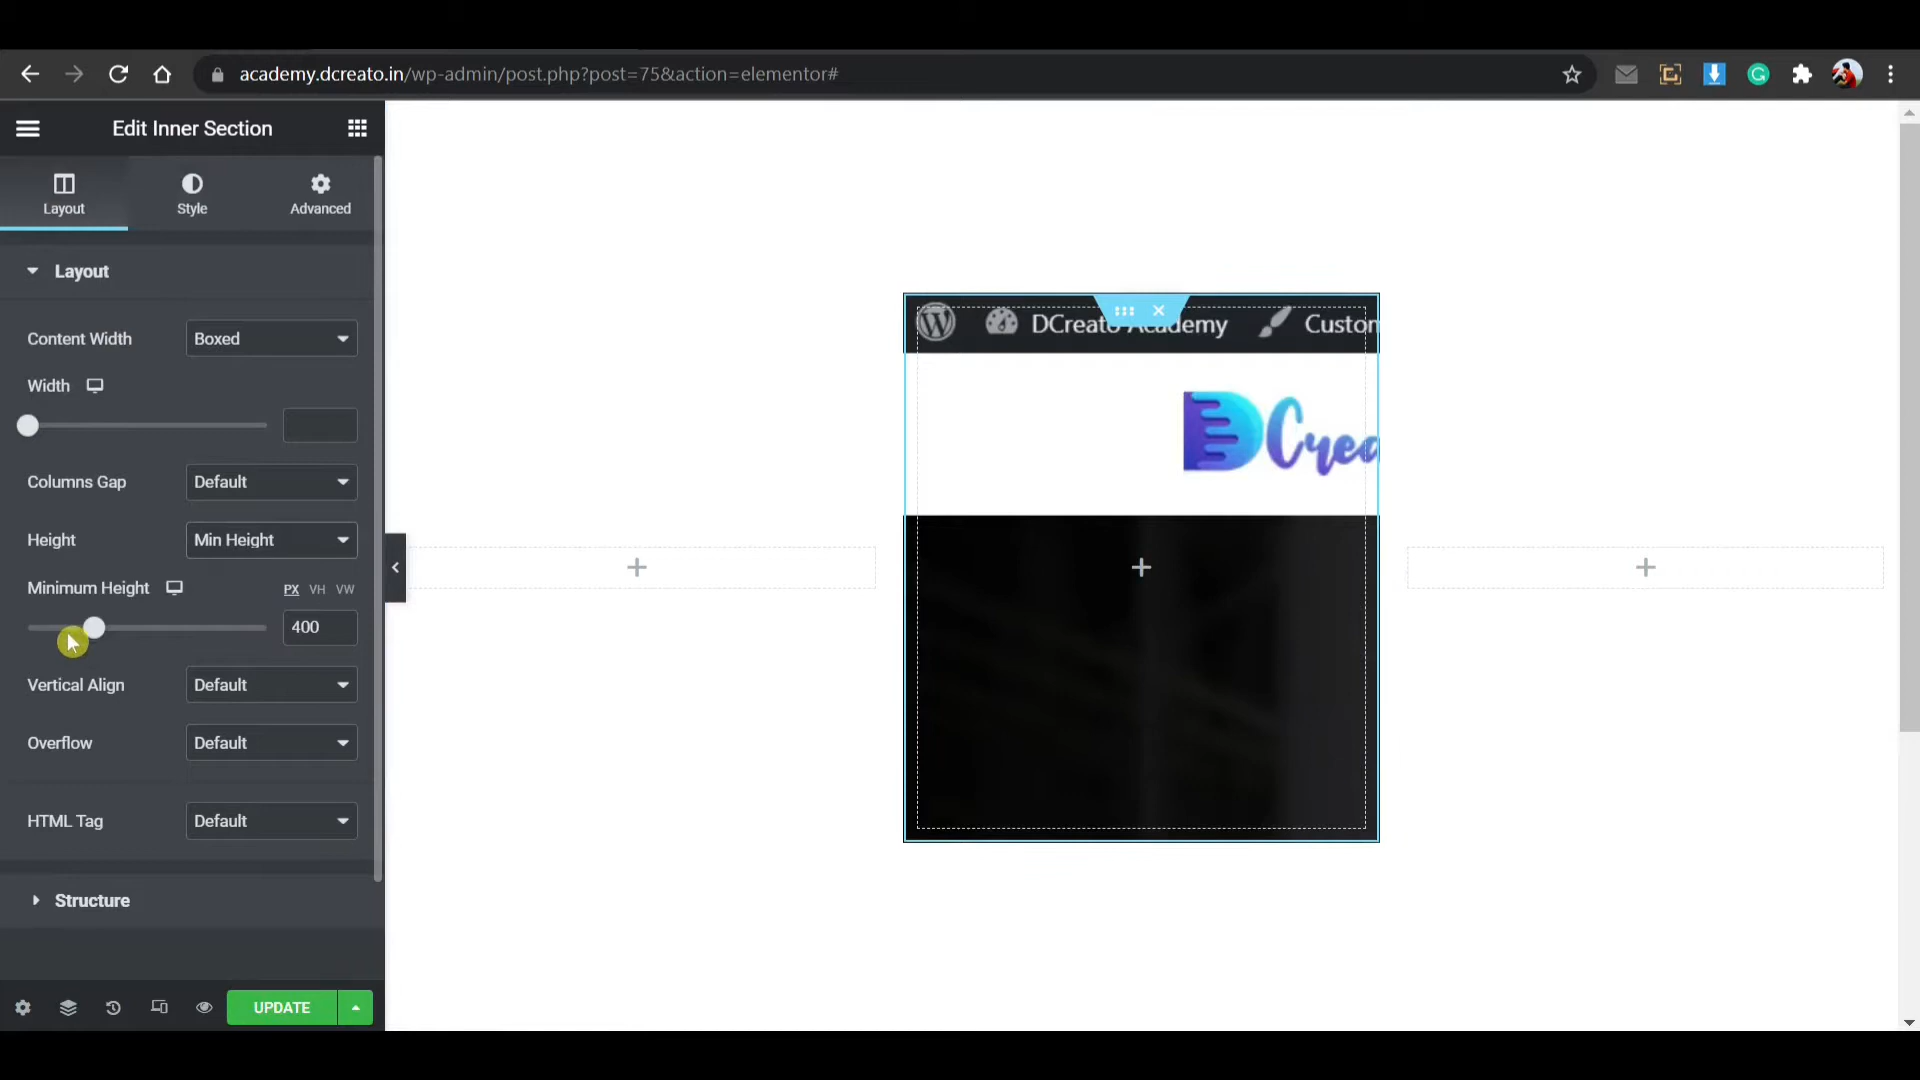 academy.dcreato.in/wp-admin/post.php?post=75&action=elementor#
Edit Inner Section
Layout
Style
Advanced
Layout
Content Width
Boxed
Width
Columns Gap
Default
Height
Min Height
Minimum Height
PX VH VW
400
Vertical Align
Default
Overflow
Default
HTML Tag
Default
Structure
UPDATE
DCreato Academy
Custom
DCrea